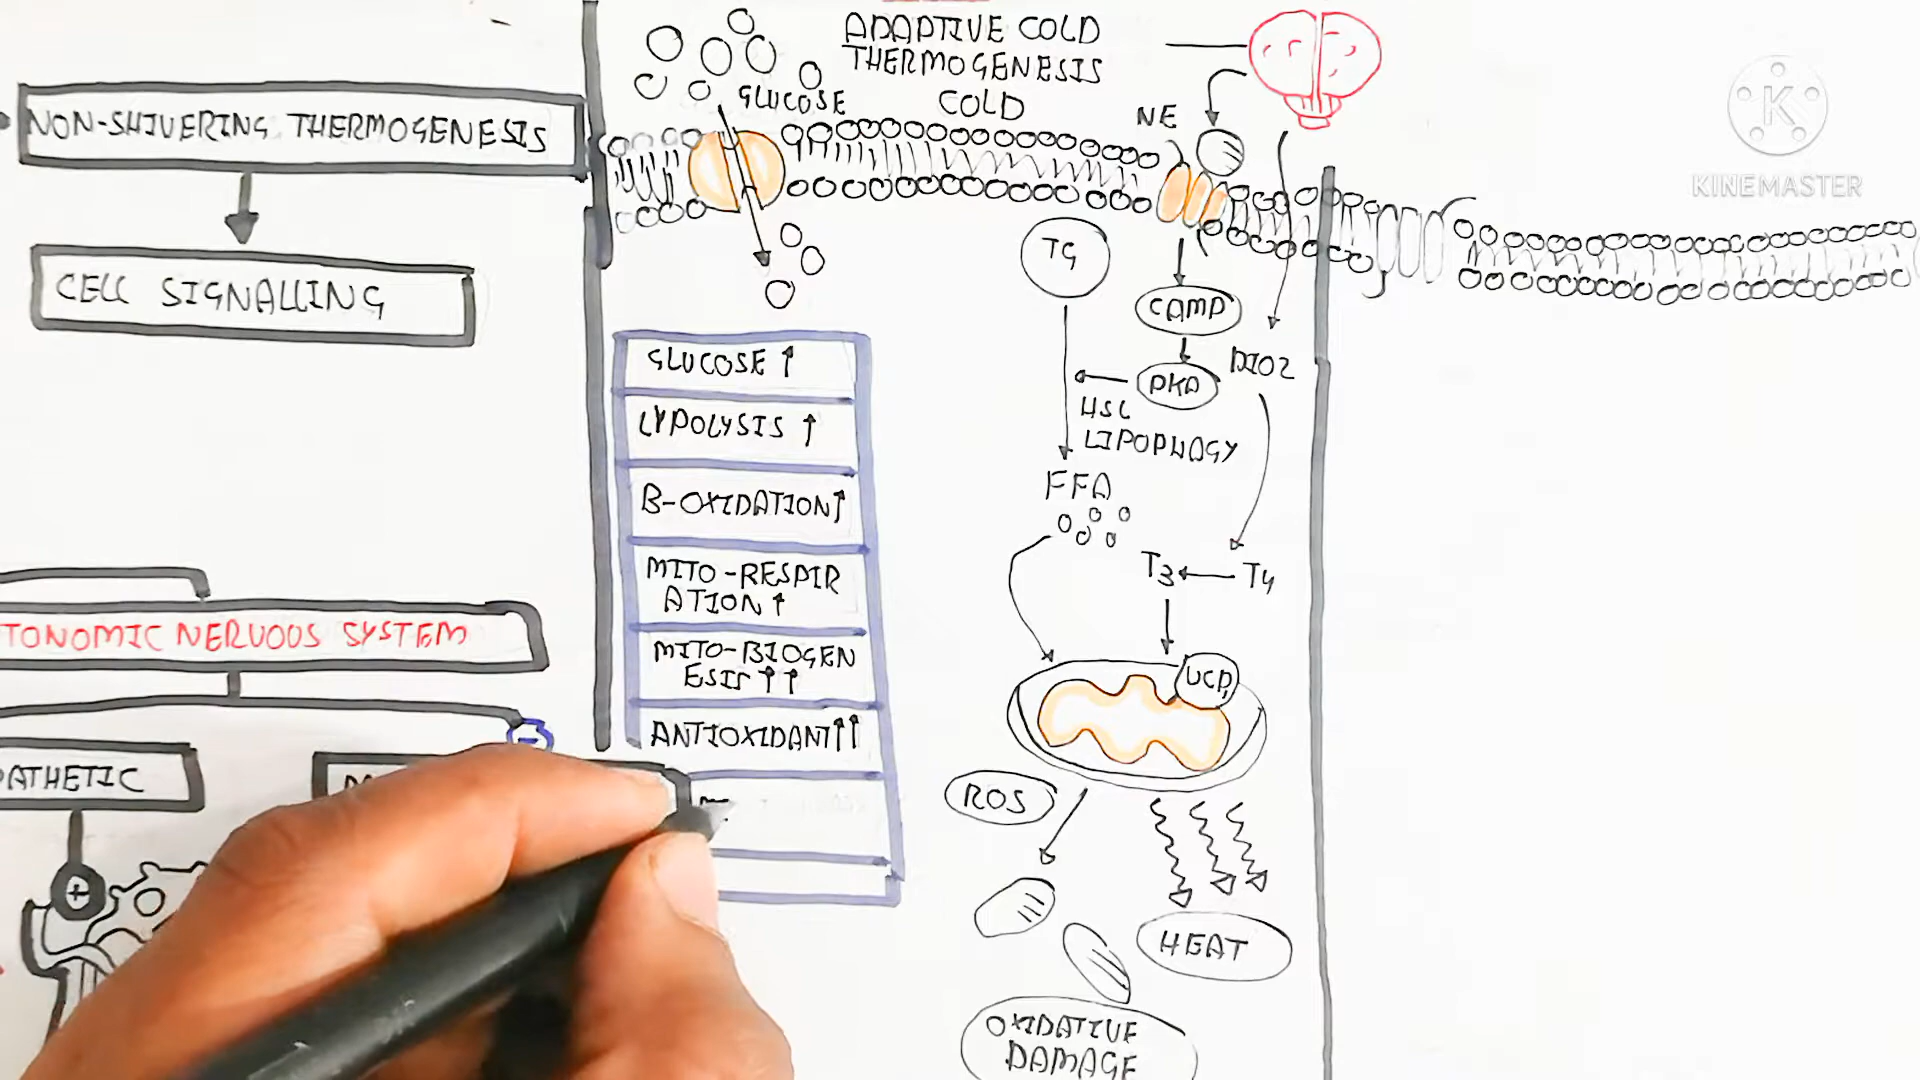 NON-SHIVERING THERMOGENESIS
CELL SIGNALLING
TONOMIC NERVOUS SYSTEM
PATHETIC
ADAPTIVE COLD
THERMOGENESIS
COLD
GLUCOSE
NE
TG
CAMP
PKA
DIO2
HSL
LIPOPHAGY
FFA
T3
T4
UCP1
ROS
HEAT
OXIDATIVE
DAMAGE
GLUCOSE ↑
LYPOLYSIS ↑
B-OXIDATION↑
MITO-RESPIR
ATION ↑
MITO-BIOGEN
ESIS ↑ ↑
ANTIOXIDANT↑↑
K
KINEMASTER